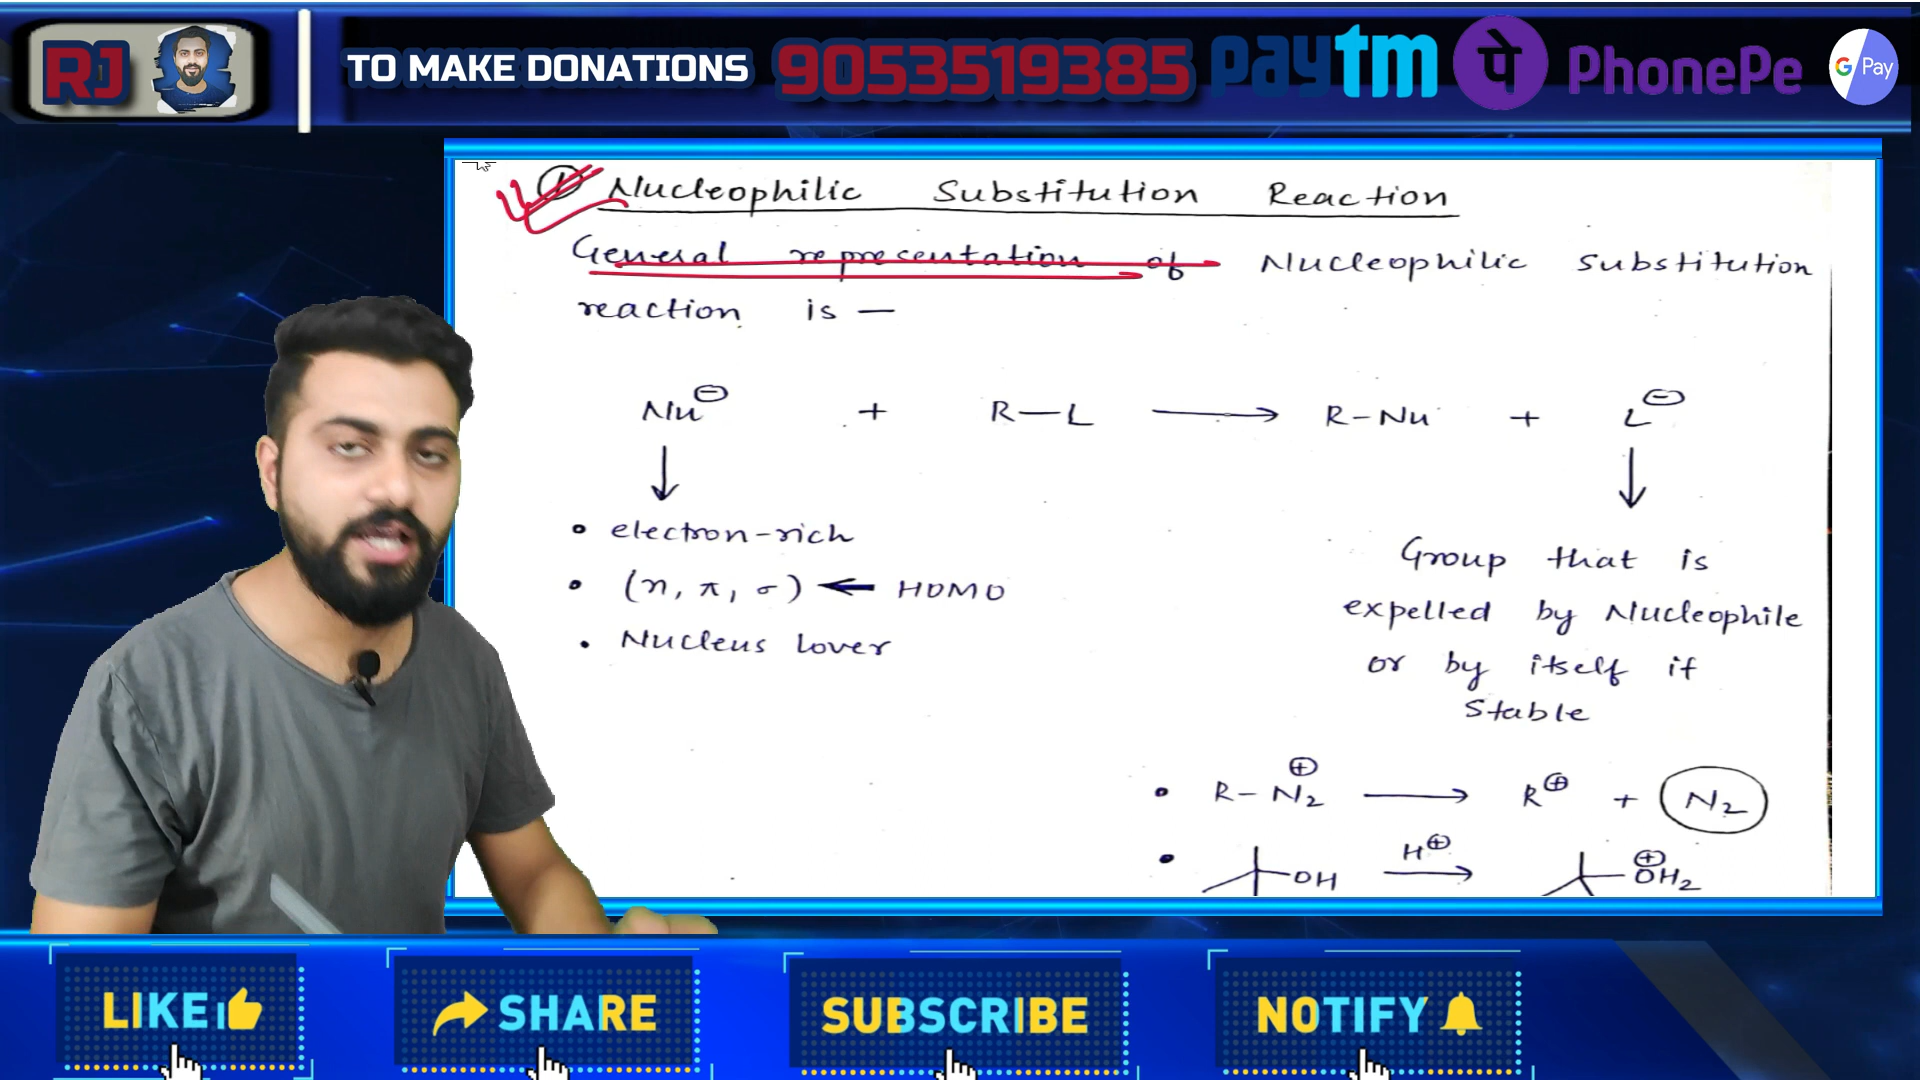 RJ
TO MAKE DONATIONS 9053519385 paytm पे PhonePe G Pay
① Nucleophilic Substitution Reaction
General representation of Nucleophilic substitution
reaction is —
Nu⊖ + R—L ⟶ R-Nu + L⊖
• electron-rich
• (n, π, σ) ← HOMO
• Nucleus lover
Group that is
expelled by Nucleophile
or by itself if
Stable
• R-N₂⊕ ⟶ R⊕ + N₂
• OH H⊕ ⟶ ⊕OH₂
LIKE SHARE SUBSCRIBE NOTIFY